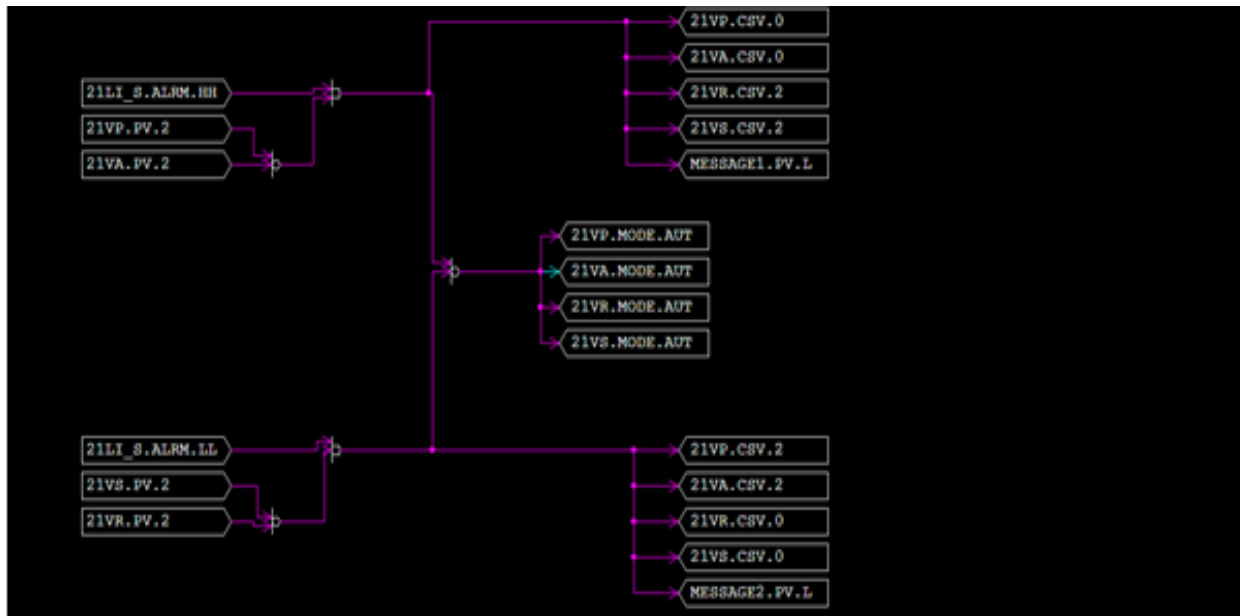 21VP.CSV.0
21VA.CSV.0
21LI_S.ALRM.HH
21VR.CSV.2
21VP.PV.2
21VS.CSV.2
21VA.PV.2
MESSAGE1.PV.L
21VP.MODE.AUT
21VA.MODE.AUT
21VR.MODE.AUT
21VS.MODE.AUT
21LI_S.ALRM.LL
21VP.CSV.2
21VS.PV.2
21VA.CSV.2
21VR.PV.2
21VR.CSV.0
21VS.CSV.0
MESSAGE2.PV.L